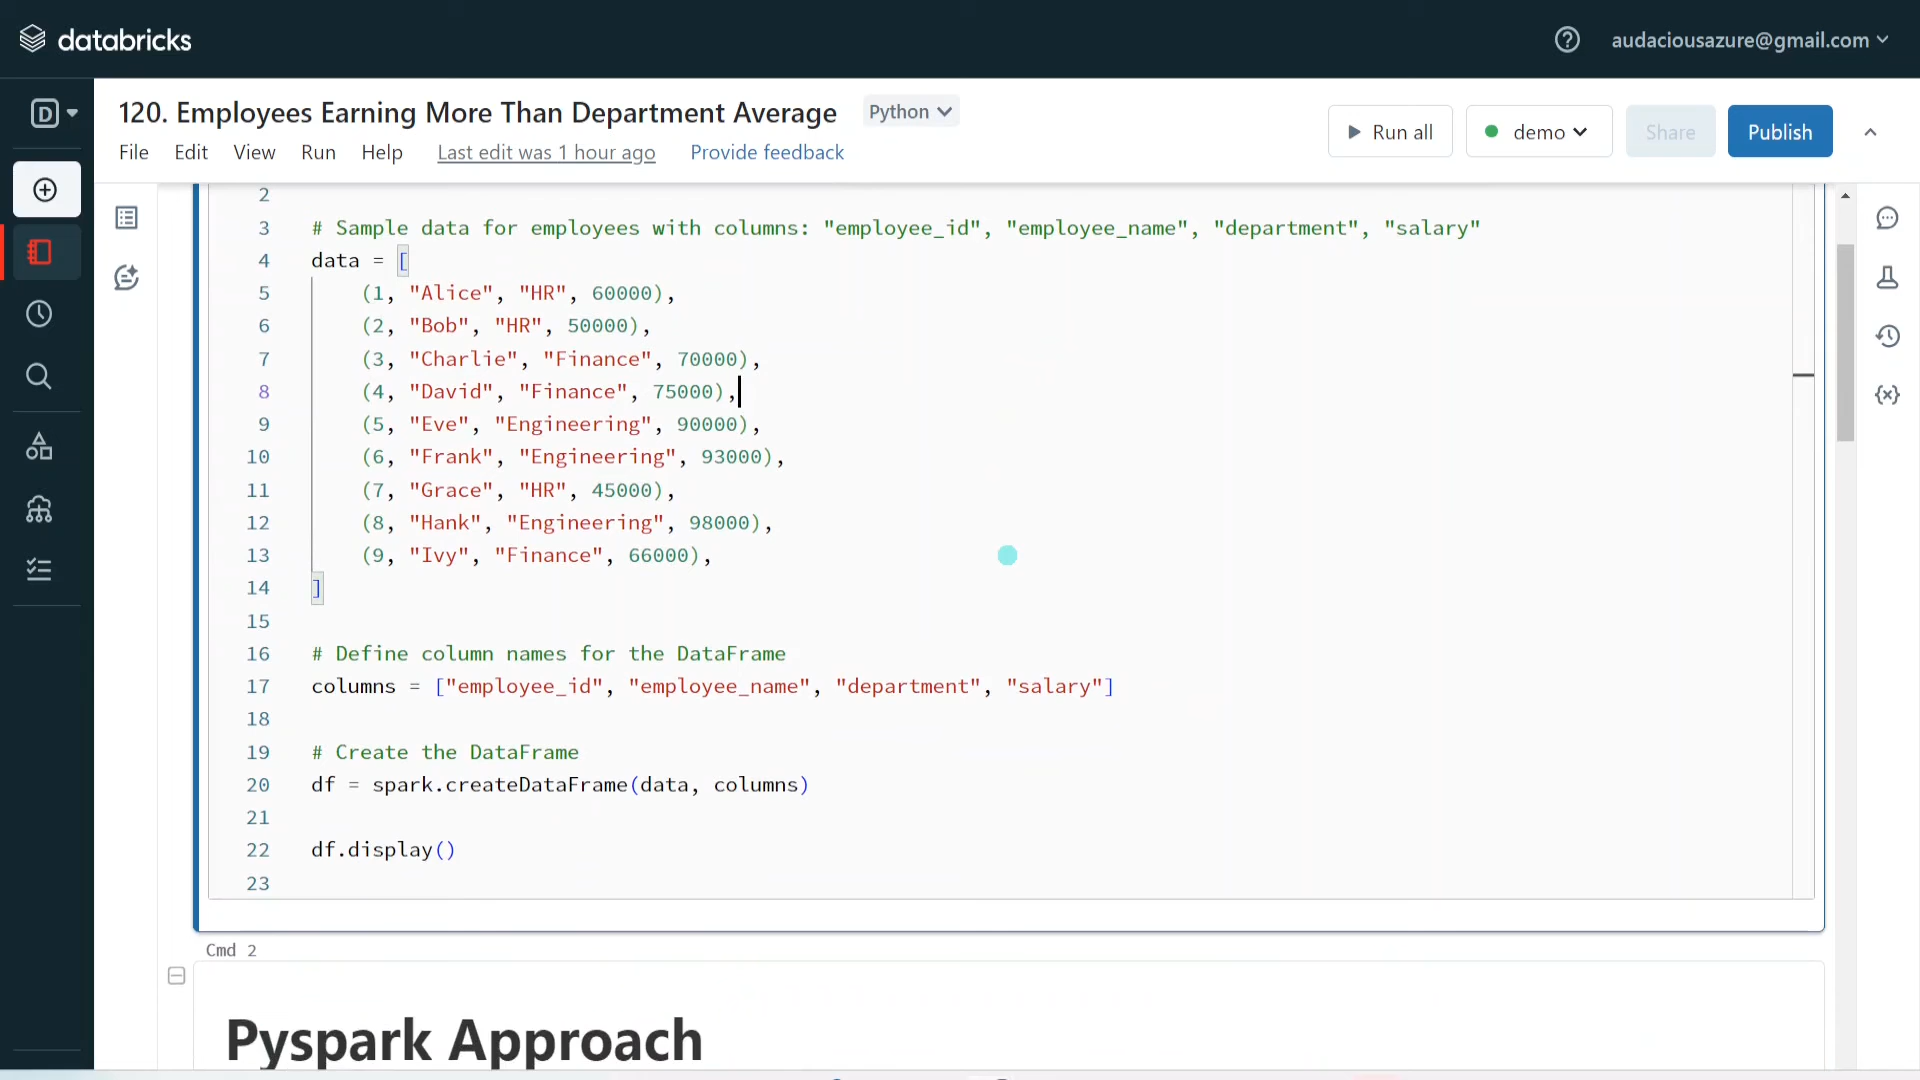 databricks
audaciousazure@gmail.com
D
120. Employees Earning More Than Department Average
Python
File Edit View Run Help Last edit was 1 hour ago Provide feedback
Run all
demo
Share
Publish
2
3 # Sample data for employees with columns: "employee_id", "employee_name", "department", "salary"
4 data = [
5 (1, "Alice", "HR", 60000),
6 (2, "Bob", "HR", 50000),
7 (3, "Charlie", "Finance", 70000),
8 (4, "David", "Finance", 75000),
9 (5, "Eve", "Engineering", 90000),
10 (6, "Frank", "Engineering", 93000),
11 (7, "Grace", "HR", 45000),
12 (8, "Hank", "Engineering", 98000),
13 (9, "Ivy", "Finance", 66000),
14 ]
15
16 # Define column names for the DataFrame
17 columns = ["employee_id", "employee_name", "department", "salary"]
18
19 # Create the DataFrame
20 df = spark.createDataFrame(data, columns)
21
22 df.display()
23
Cmd 2
Pyspark Approach